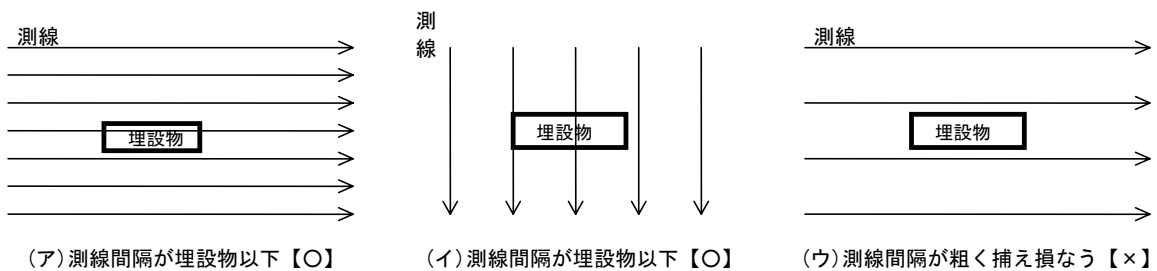 測線
埋設物
(ア)測線間隔が埋設物以下【○】
測
線
埋設物
(イ)測線間隔が埋設物以下【○】
測線
埋設物
(ウ)測線間隔が粗く捕え損なう【×】